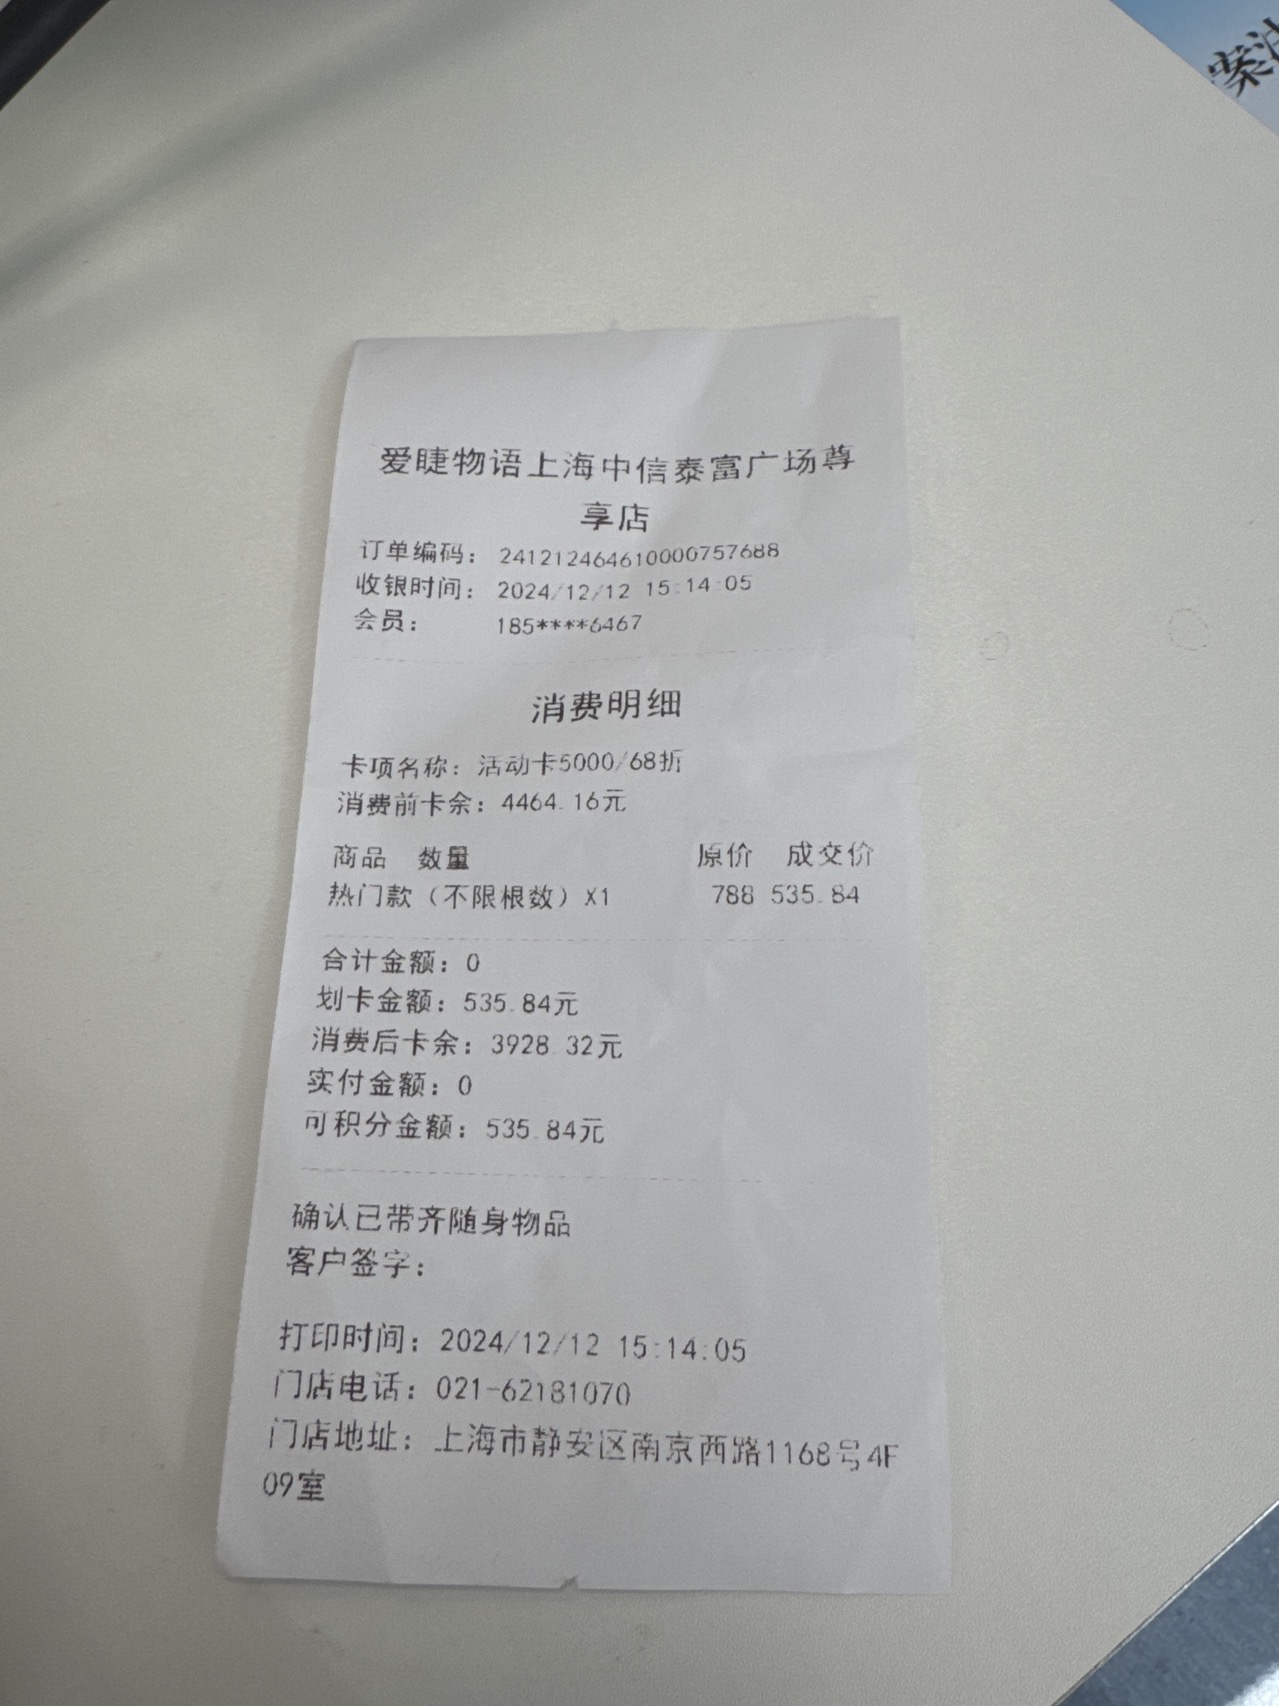 案
爱睫物语上海中信泰富广场尊
享店
订单编码： 2412124646610000757688
收银时间： 2024/12/12 15:14:05
会员： 185****6467
消费明细
卡项名称：活动卡5000/68折
消费前卡余：4464.16元
商品 数量 原价 成交价
热门款（不限根数）X1 788 535.84
合计金额：0
划卡金额：535.84元
消费后卡余：3928.32元
实付金额：0
可积分金额：535.84元
确认已带齐随身物品
客户签字：
打印时间：2024/12/12 15:14:05
门店电话：021-62181070
门店地址：上海市静安区南京西路1168号4F
09室